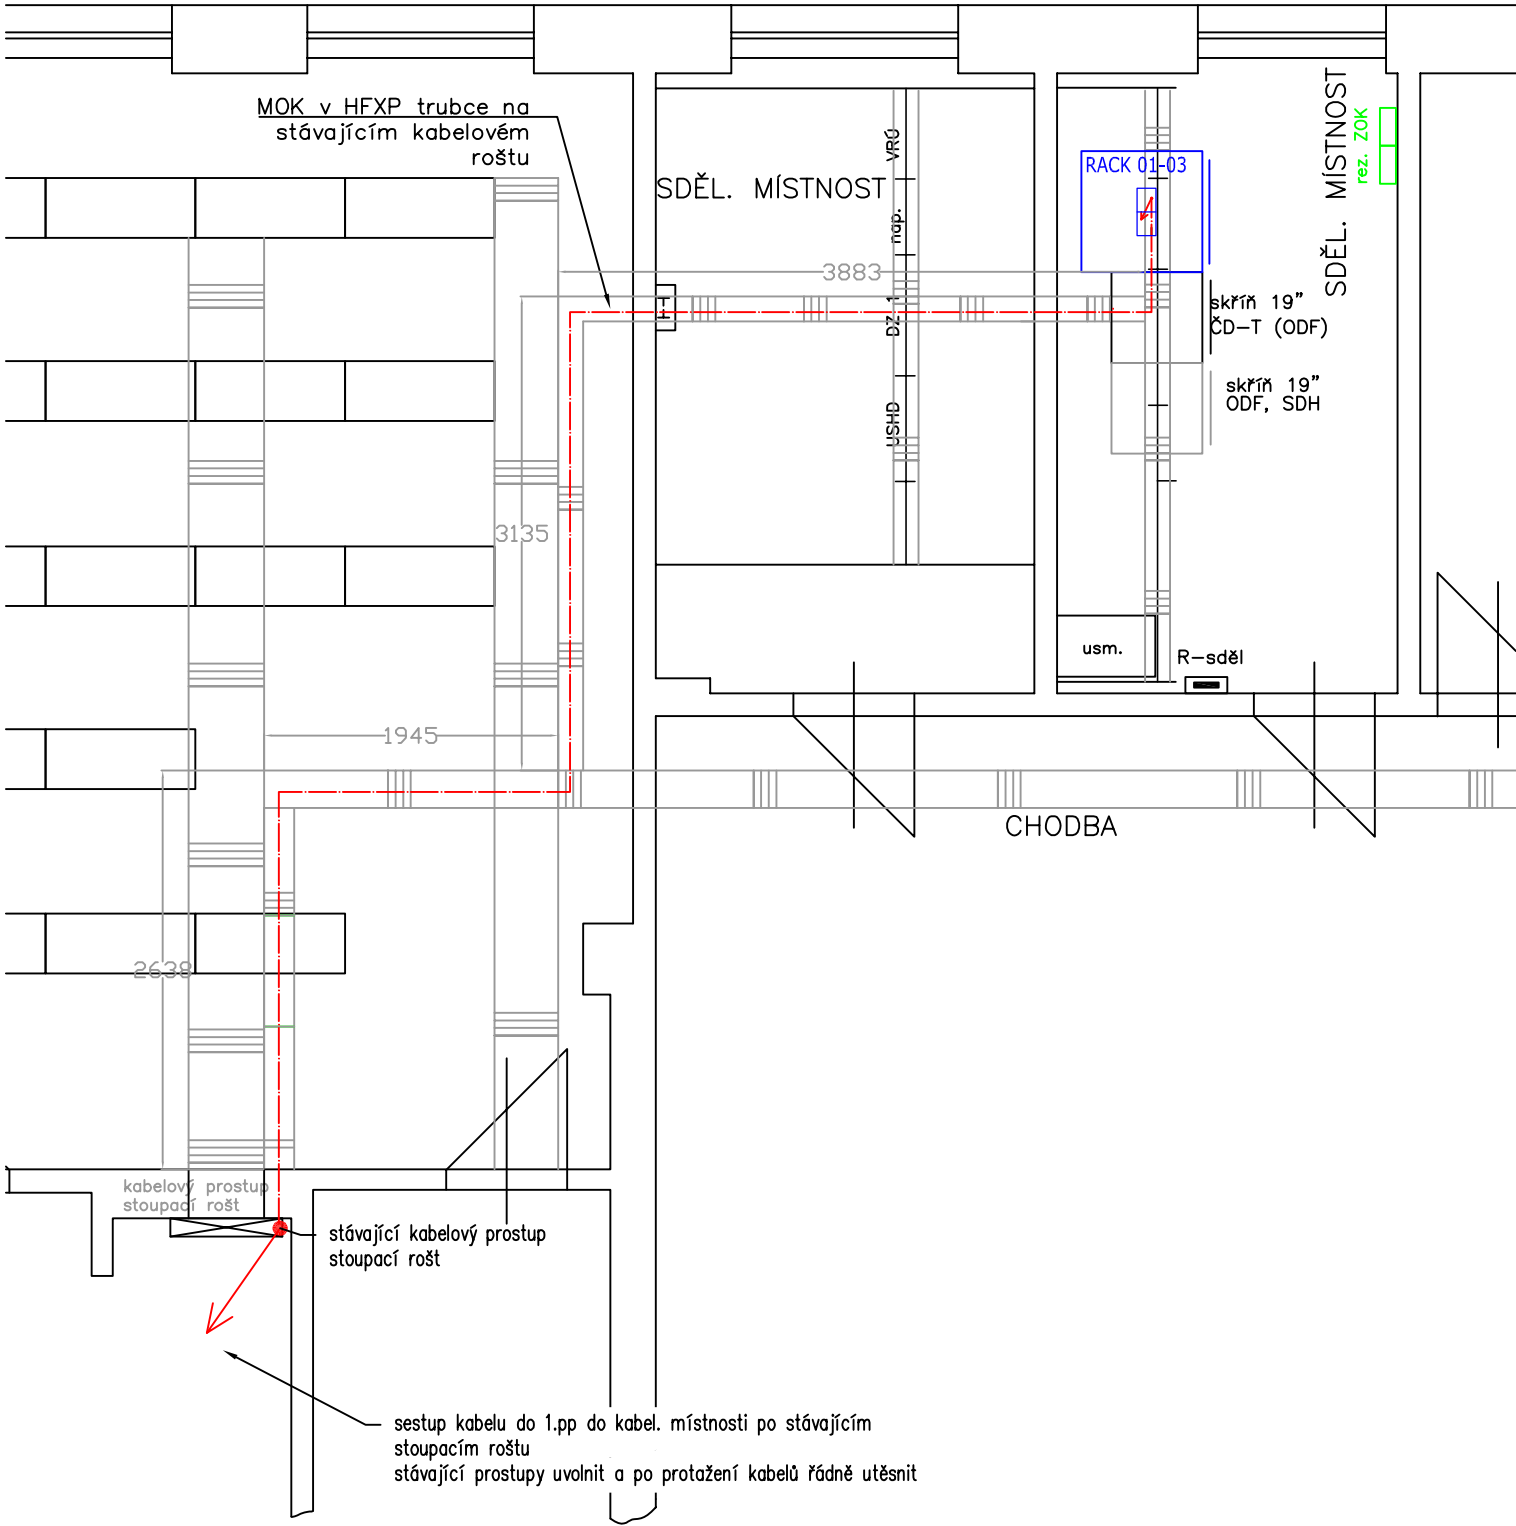 MOK v HFXP trubce na
stávajícím kabelovém
roštu
SDĚL. MÍSTNOST
VRÚ
nap.
DZ 1
USHD
RACK 01-03
SDĚL. MÍSTNOST
rez. ZOK
3883
skříň 19”
ČD-T (ODF)
skříň 19”
ODF, SDH
3135
usm.
R-sděl
1945
CHODBA
2638
kabelový prostup
stoupací rošt
stávající kabelový prostup
stoupací rošt
sestup kabelu do 1.pp do kabel. místnosti po stávajícím
stoupacím roštu
stávající prostupy uvolnit a po protažení kabelů řádně utěsnit